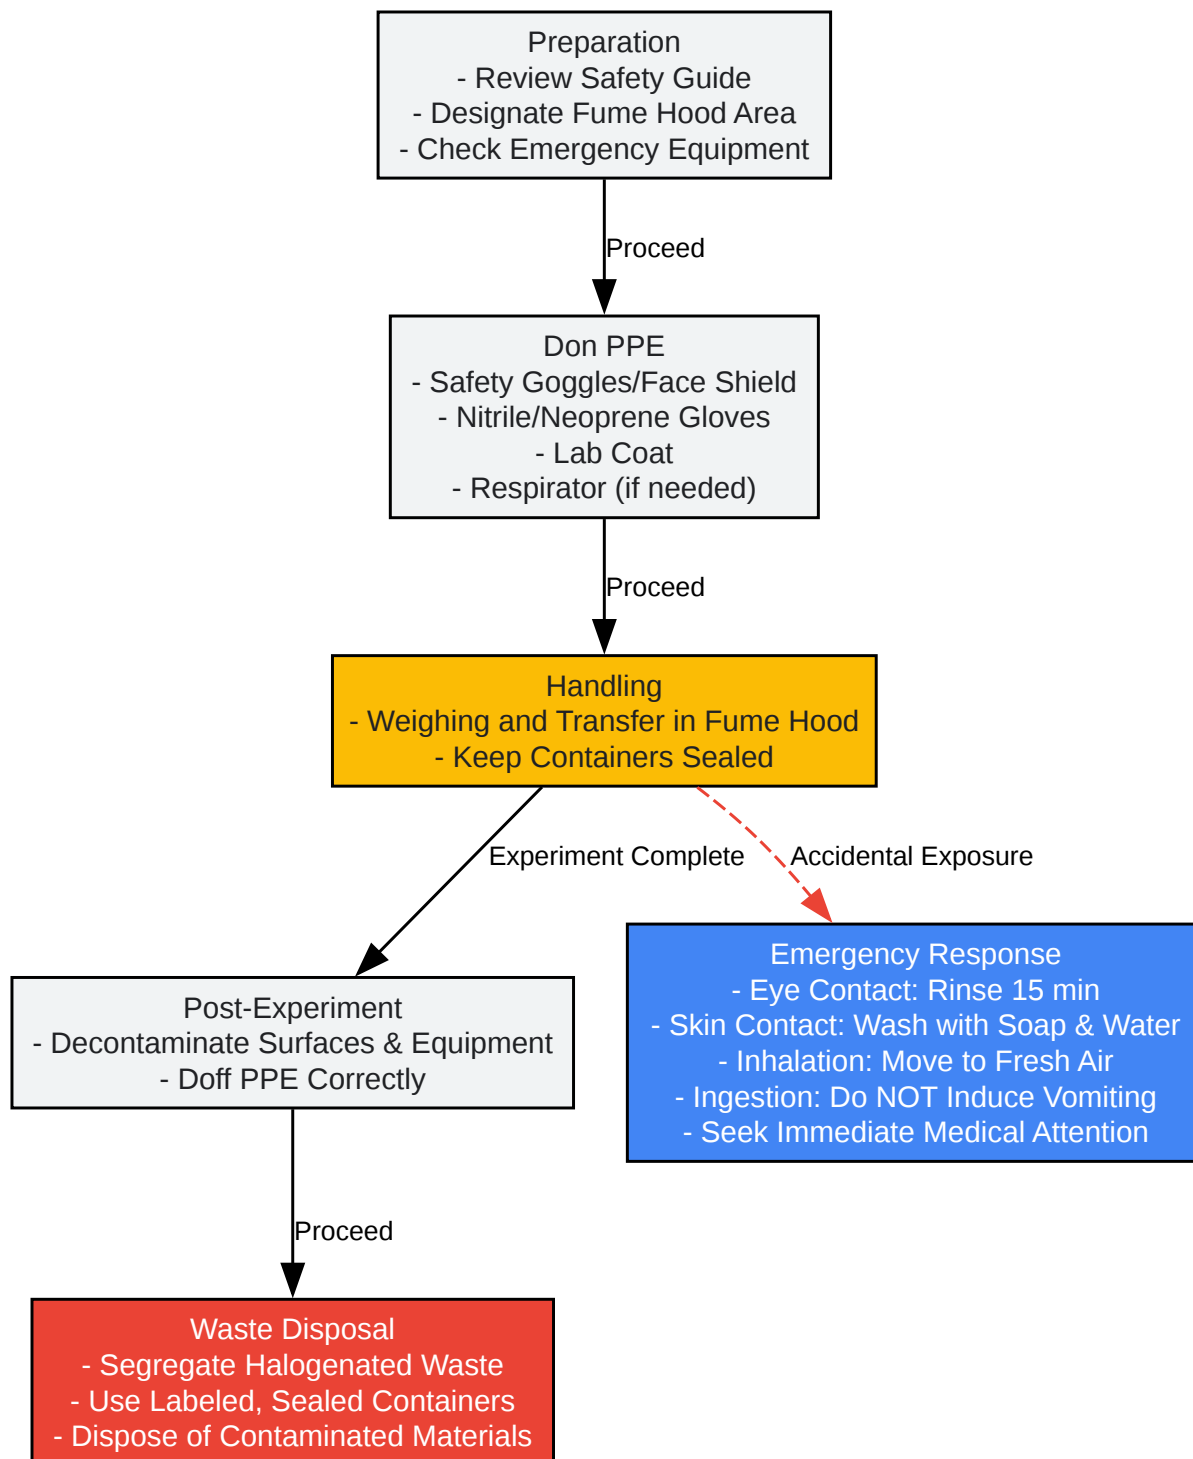 Preparation
- Review Safety Guide
- Designate Fume Hood Area
- Check Emergency Equipment
Proceed
Don PPE
- Safety Goggles/Face Shield
- Nitrile/Neoprene Gloves
- Lab Coat
- Respirator (if needed)
Proceed
Handling
- Weighing and Transfer in Fume Hood
- Keep Containers Sealed
Experiment Complete
Accidental Exposure
Emergency Response
- Eye Contact: Rinse 15 min
- Skin Contact: Wash with Soap & Water
- Inhalation: Move to Fresh Air
- Ingestion: Do NOT Induce Vomiting
- Seek Immediate Medical Attention
Post-Experiment
- Decontaminate Surfaces & Equipment
- Doff PPE Correctly
Proceed
Waste Disposal
- Segregate Halogenated Waste
- Use Labeled, Sealed Containers
- Dispose of Contaminated Materials